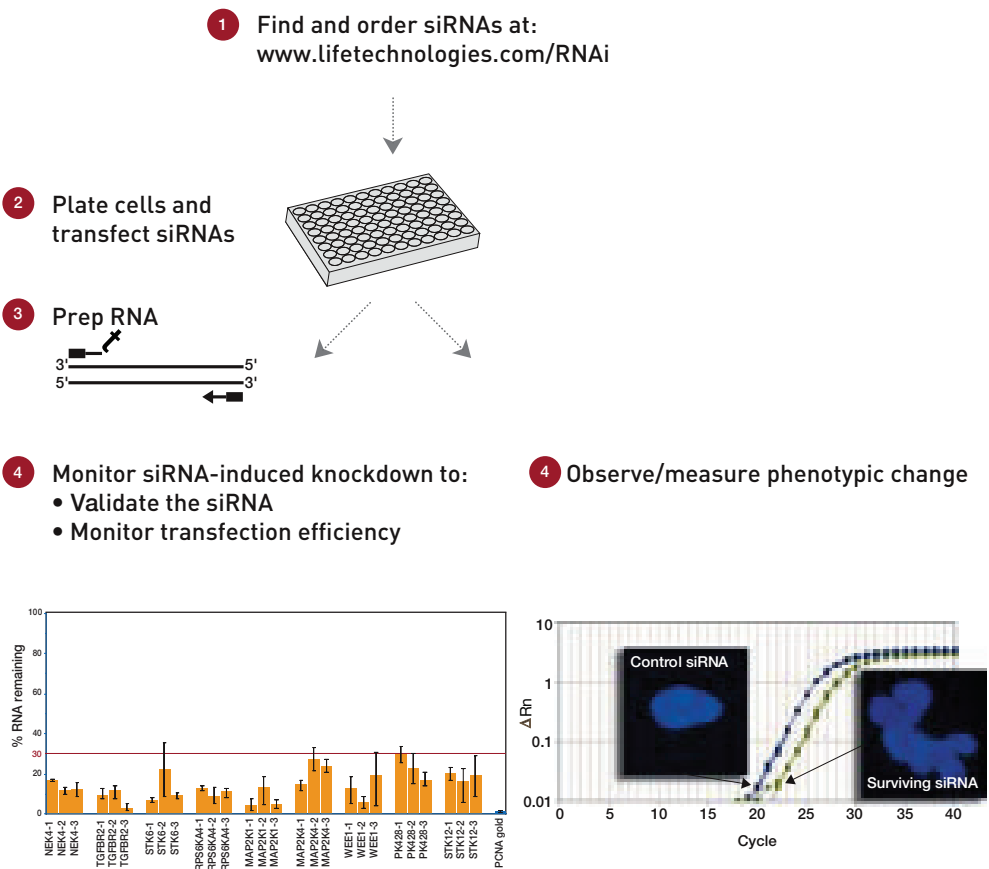 1 Find and order siRNAs at:
www.lifetechnologies.com/RNAi
2 Plate cells and
transfect siRNAs
3 Prep RNA
3' 5'
5' 3'
4 Monitor siRNA-induced knockdown to:
• Validate the siRNA
• Monitor transfection efficiency
4 Observe/measure phenotypic change
% RNA remaining
100
80
60
40
30
20
0
NEK4-1
NEK4-2
NEK4-3
TGFBR2-1
TGFBR2-2
TGFBR2-3
STK6-1
STK6-2
STK6-3
RPS6KA4-1
RPS6KA4-2
RPS6KA4-3
MAP2K1-1
MAP2K1-2
MAP2K1-3
MAP2K4-1
MAP2K4-2
MAP2K4-3
WEE1-1
WEE1-2
WEE1-3
PK428-1
PK428-2
PK428-3
STK12-1
STK12-2
STK12-3
PCNA gold
ΔRn
10
1
0.1
0.01
Control siRNA
Surviving siRNA
0 5 10 15 20 25 30 35 40
Cycle